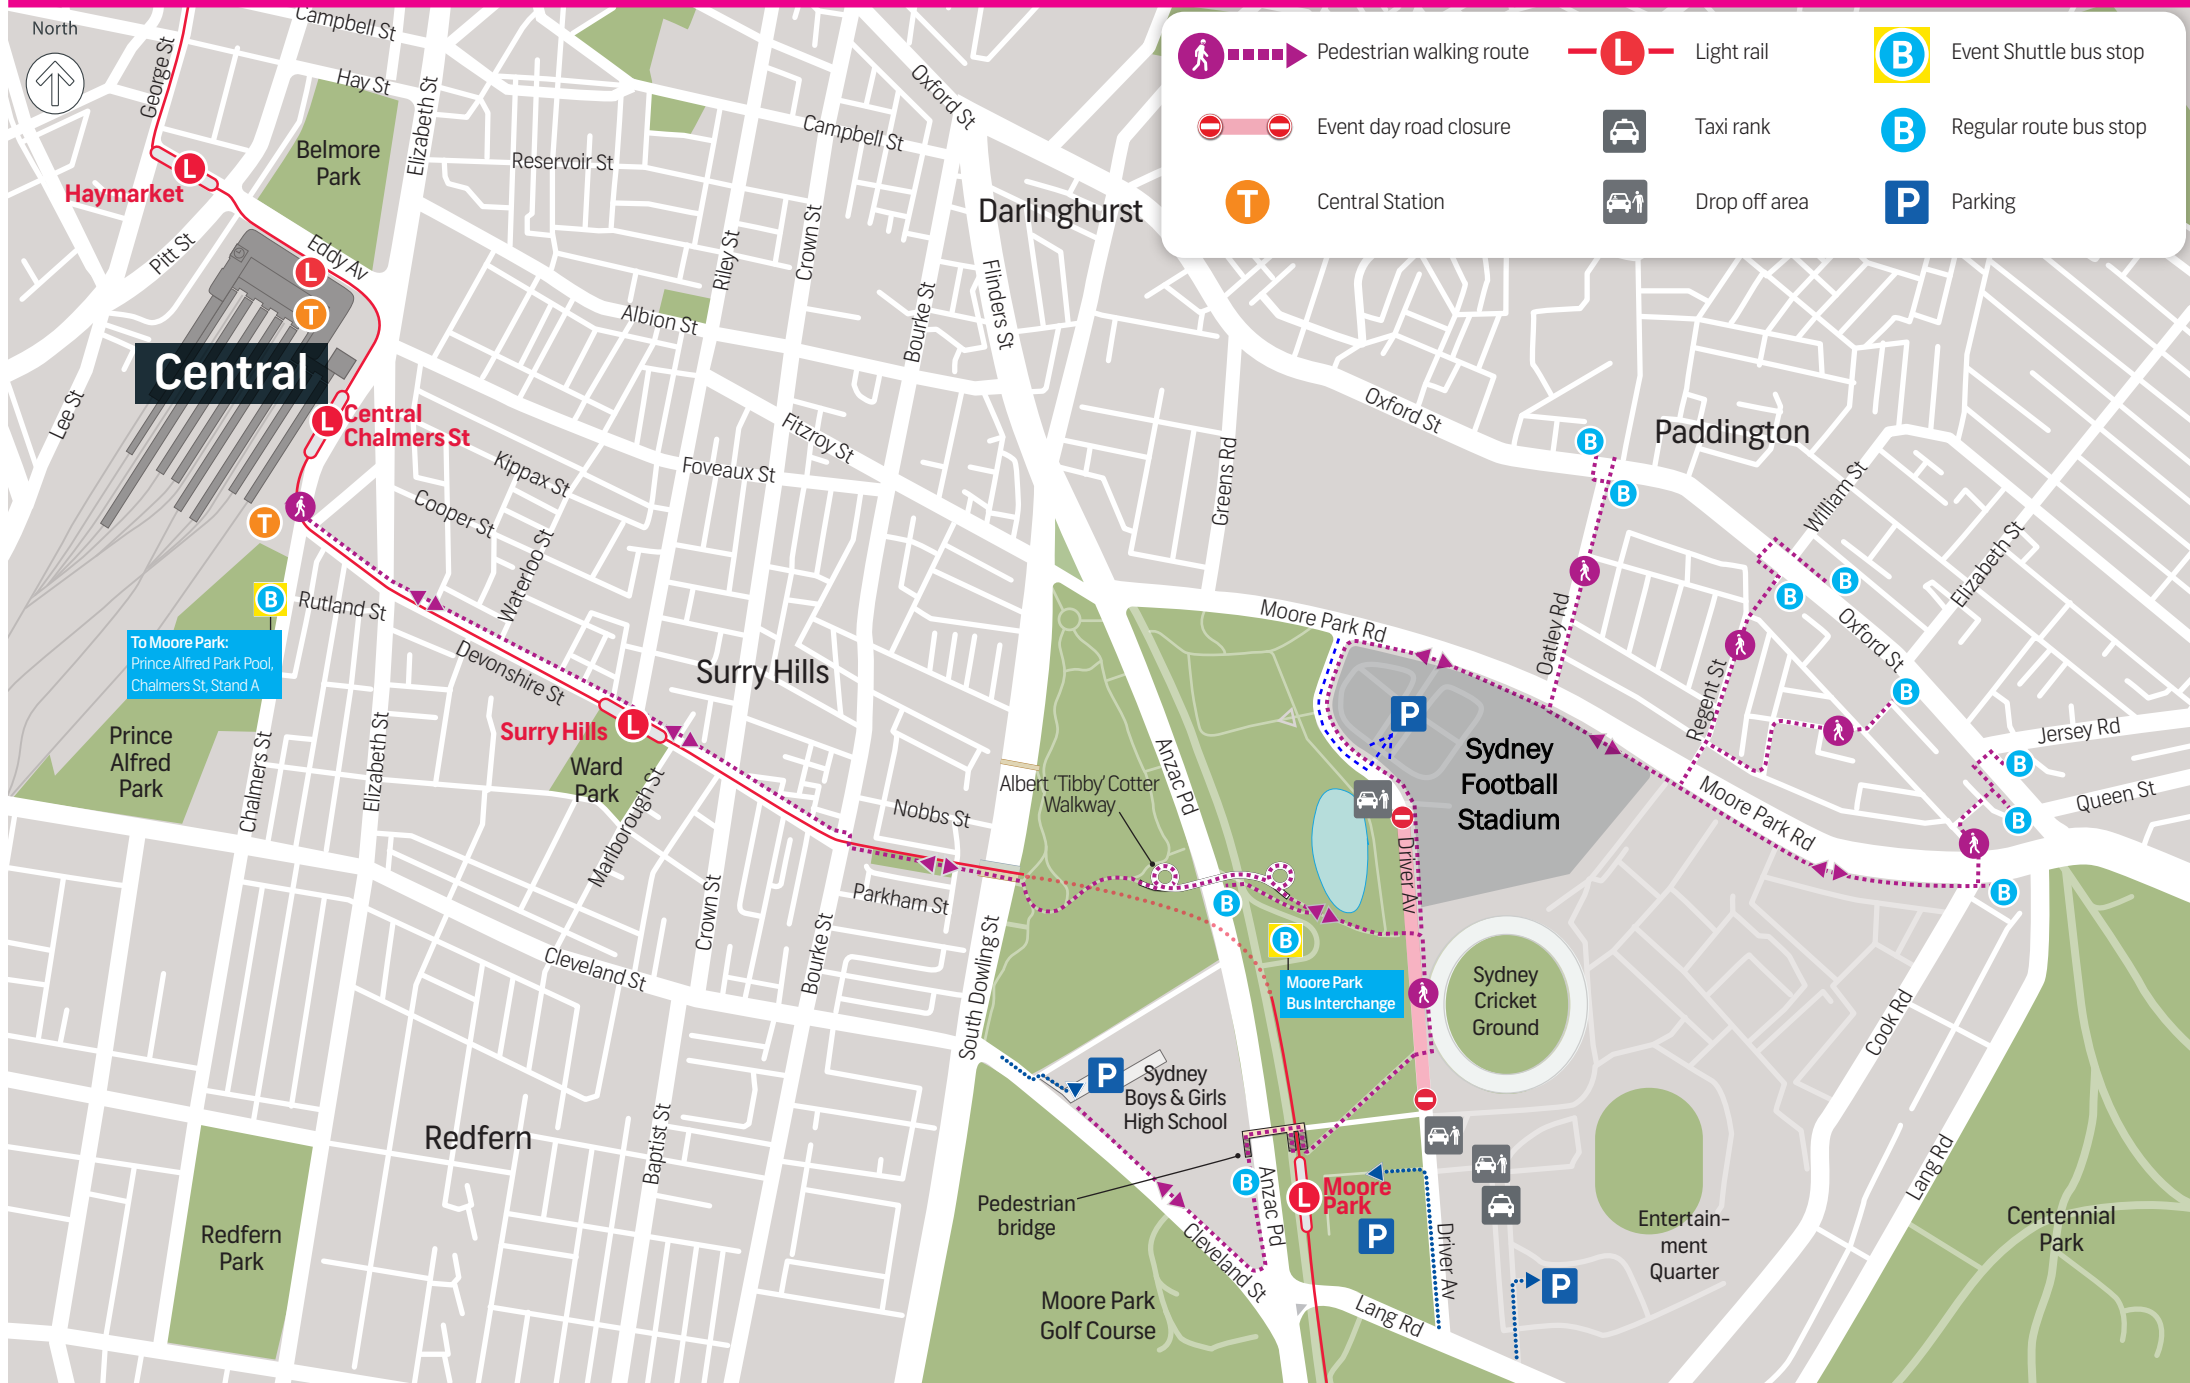 North
Pedestrian walking route
Light rail
Event Shuttle bus stop
Event day road closure
Taxi rank
Regular route bus stop
Central Station
Drop off area
Parking
L
B
B
T
P
Campbell St
George St
Hay St
Elizabeth St
Belmore
Park
Reservoir St
Oxford St
Campbell St
L
Haymarket
Darlinghurst
Pitt St
Eddy Av
L
T
Riley St
Crown St
Bourke St
Flinders St
Albion St
Central
Lee St
L
Central
Chalmers St
Kippax St
Cooper St
Foveaux St
Fitzroy St
Greens Rd
Oxford St
Paddington
B
B
William St
Elizabeth St
T
Waterloo St
B
Rutland St
To Moore Park:
Prince Alfred Park Pool,
Chalmers St, Stand A
Devonshire St
Surry Hills
Moore Park Rd
Oatley Rd
Regent St
B
B
Oxford St
B
Jersey Rd
Queen St
B
B
B
Prince
Alfred
Park
Chalmers St
Elizabeth St
Surry Hills
L
Ward
Park
Marlborough St
Nobbs St
Albert ‘Tibby’ Cotter
Walkway
Anzac Pd
P
Sydney
Football
Stadium
Moore Park Rd
Driver Av
Parkham St
Crown St
Bourke St
Cleveland St
South Dowling St
B
B
Moore Park
Bus Interchange
Sydney
Cricket
Ground
Cook Rd
Lang Rd
P
Sydney
Boys & Girls
High School
Redfern
Baptist St
Redfern
Park
Pedestrian
bridge
B
Anzac Pd
L
Moore
Park
P
Driver Av
Cleveland St
Moore Park
Golf Course
Lang Rd
P
Entertain-
ment
Quarter
Centennial
Park